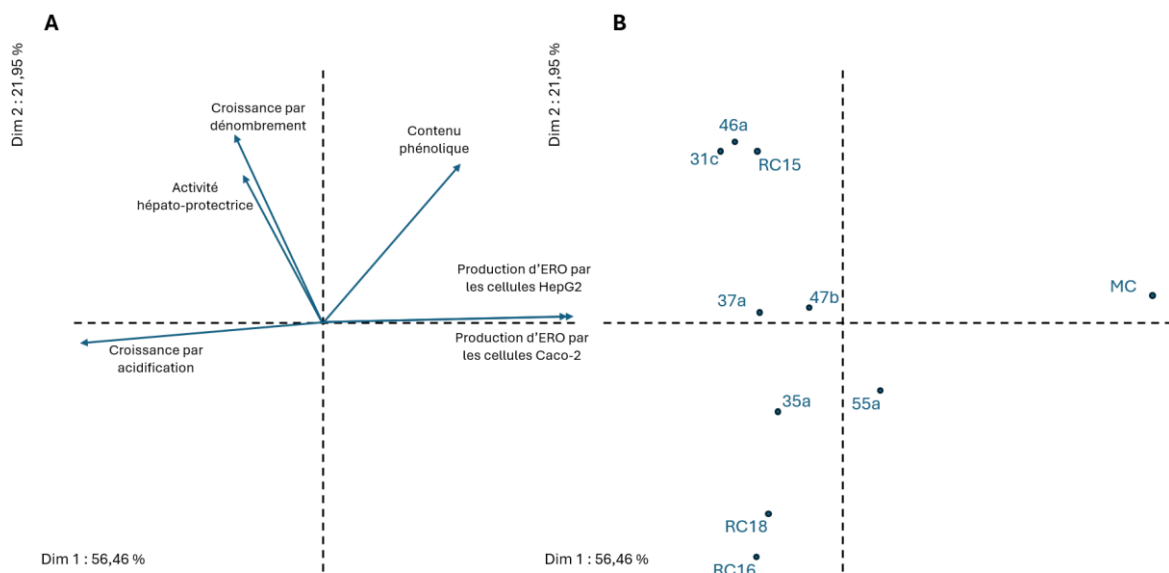 A
Dim 2 : 21,95 %
Croissance par
dénombrement
Contenu
phénolique
Activité
hépato-protectrice
Production d’ERO par
les cellules HepG2
Production d’ERO par
les cellules Caco-2
Croissance par
acidification
Dim 1 : 56,46 %
B
Dim 2 : 21,95 %
46a
31c
RC15
37a
47b
MC
35a
55a
RC18
RC16
Dim 1 : 56,46 %